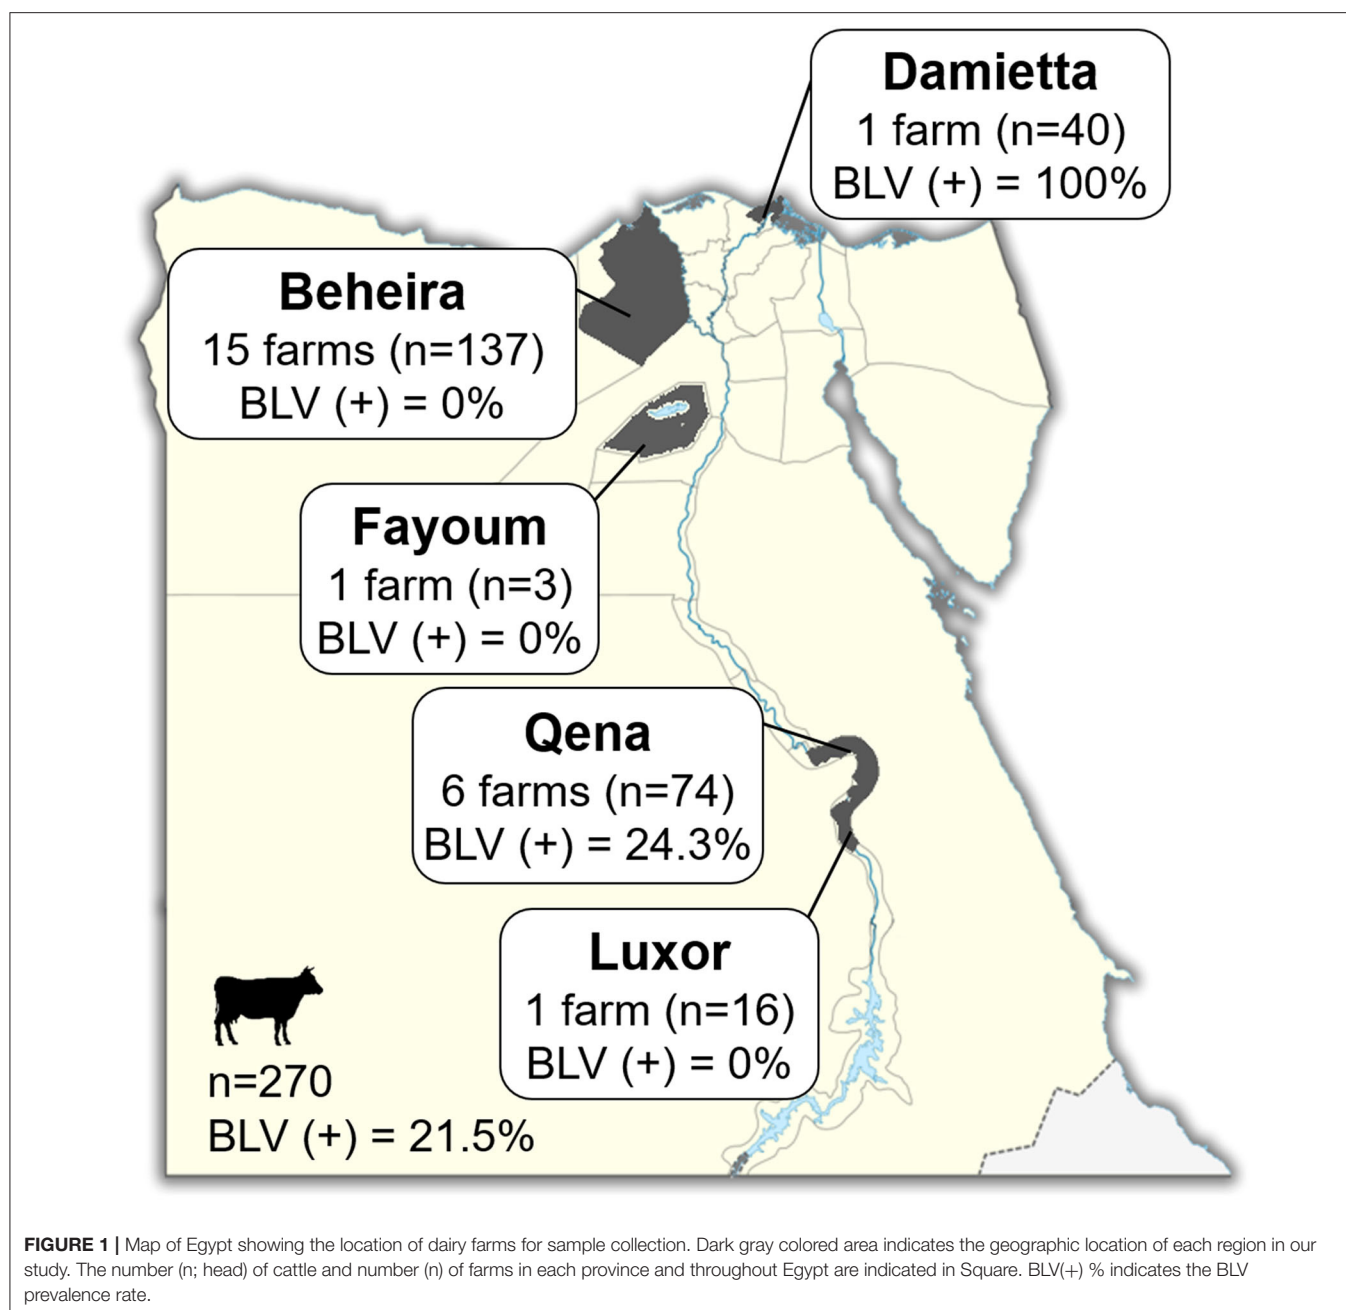 Damietta
1 farm (n=40)
BLV (+) = 100%
Beheira
15 farms (n=137)
BLV (+) = 0%
Fayoum
1 farm (n=3)
BLV (+) = 0%
Qena
6 farms (n=74)
BLV (+) = 24.3%
Luxor
1 farm (n=16)
BLV (+) = 0%
n=270
BLV (+) = 21.5%
FIGURE 1 | Map of Egypt showing the location of dairy farms for sample collection. Dark gray colored area indicates the geographic location of each region in our
study. The number (n; head) of cattle and number (n) of farms in each province and throughout Egypt are indicated in Square. BLV(+) % indicates the BLV
prevalence rate.